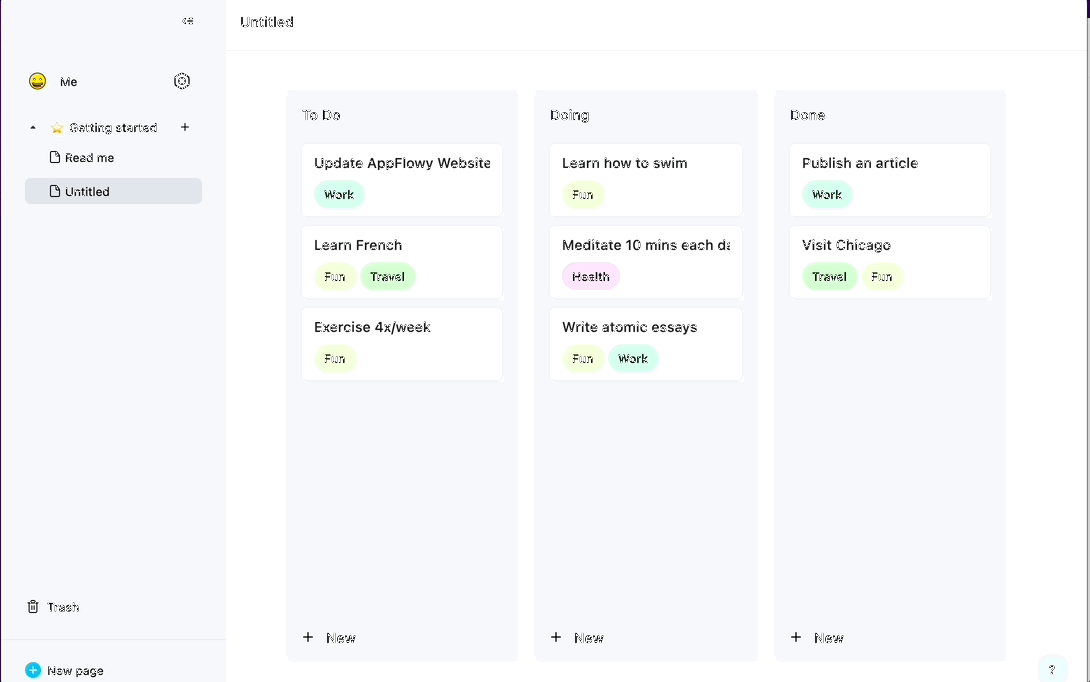 Me
Getting started
Read me
Untitled
Trash
New page
Untitled
To Do
Update AppFlowy Website
Work
Learn French
Fun Travel
Exercise 4x/week
Fun
+ New
Doing
Learn how to swim
Fun
Meditate 10 mins each da
Health
Write atomic essays
Fun Work
+ New
Done
Publish an article
Work
Visit Chicago
Travel Fun
+ New
?